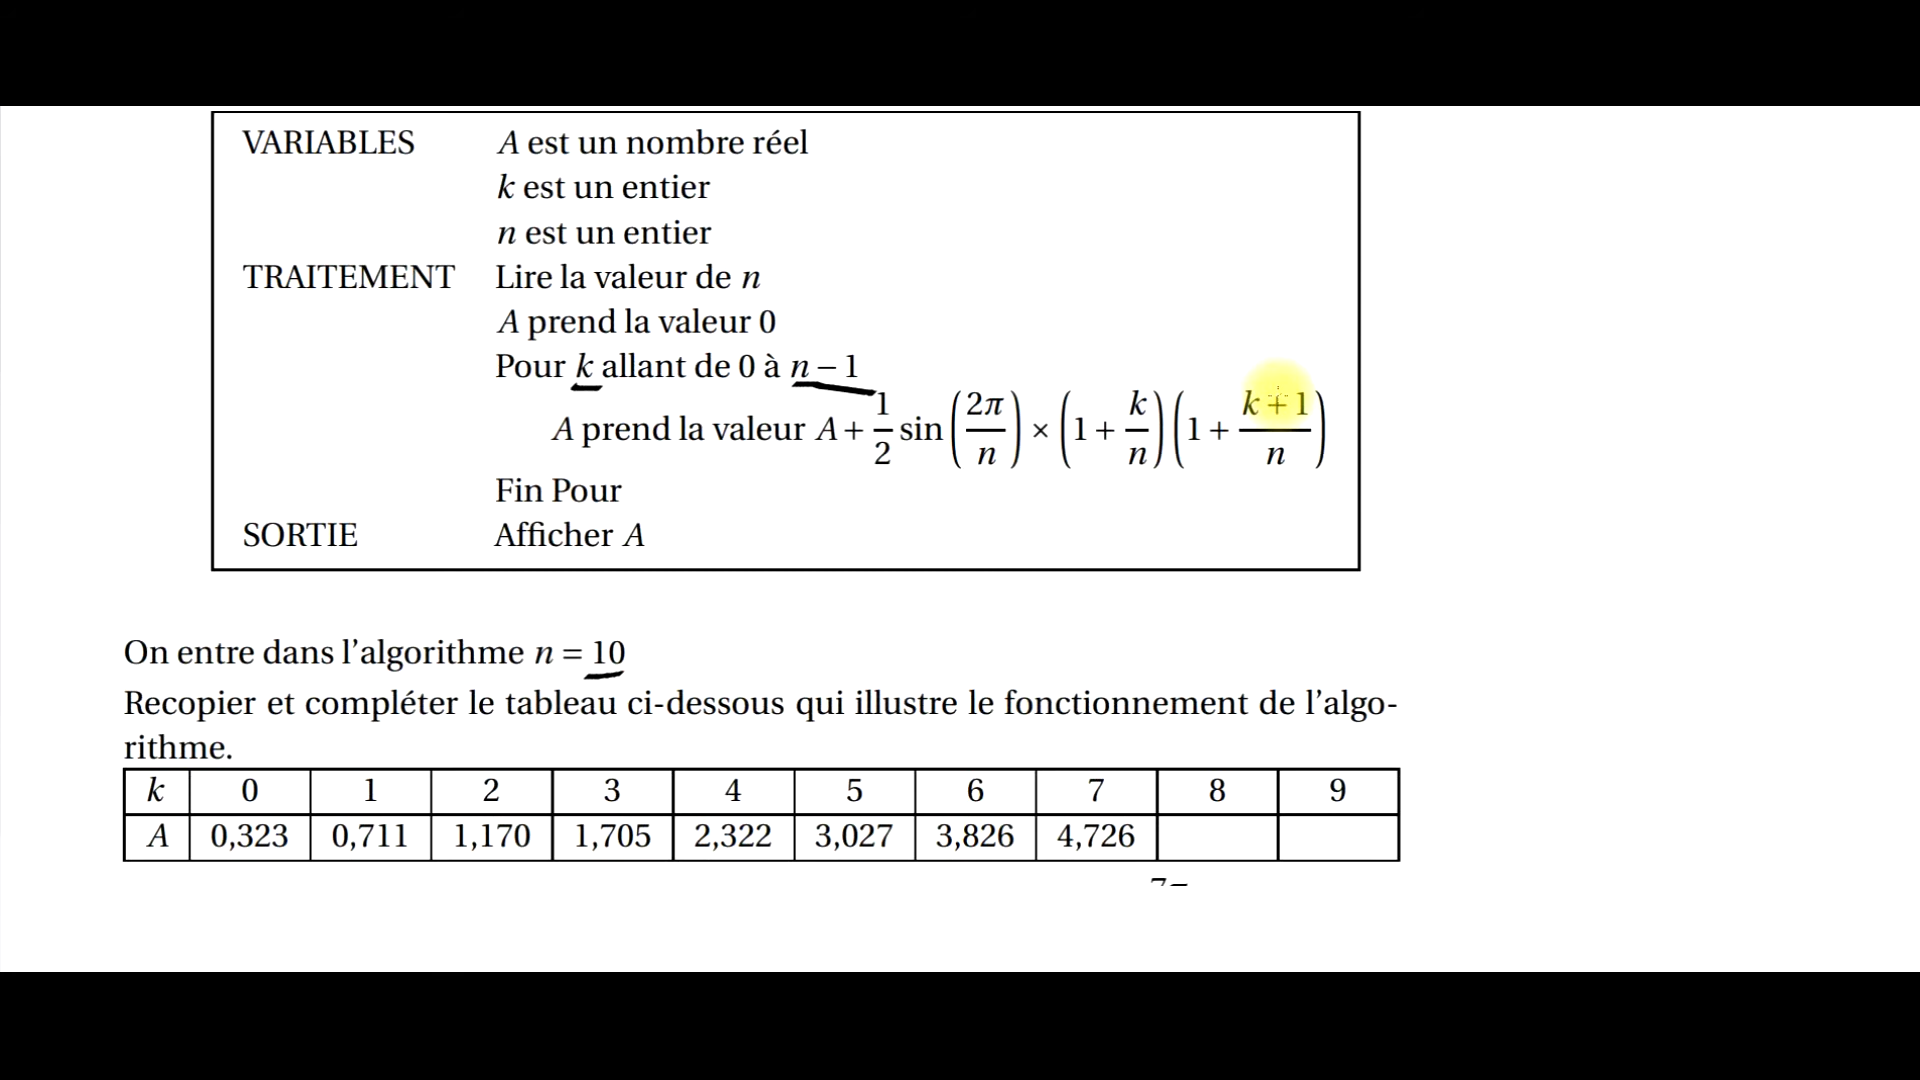 VARIABLES A est un nombre réel
k est un entier
n est un entier
TRAITEMENT Lire la valeur de n
A prend la valeur 0
Pour k allant de 0 à n − 1
A prend la valeur A + 1/2 sin(2π/n) × (1 + k/n)(1 + (k+1)/n)
Fin Pour
SORTIE Afficher A
On entre dans l’algorithme n = 10
Recopier et compléter le tableau ci-dessous qui illustre le fonctionnement de l’algo-
rithme.
k 0 1 2 3 4 5 6 7 8 9
A 0,323 0,711 1,170 1,705 2,322 3,027 3,826 4,726